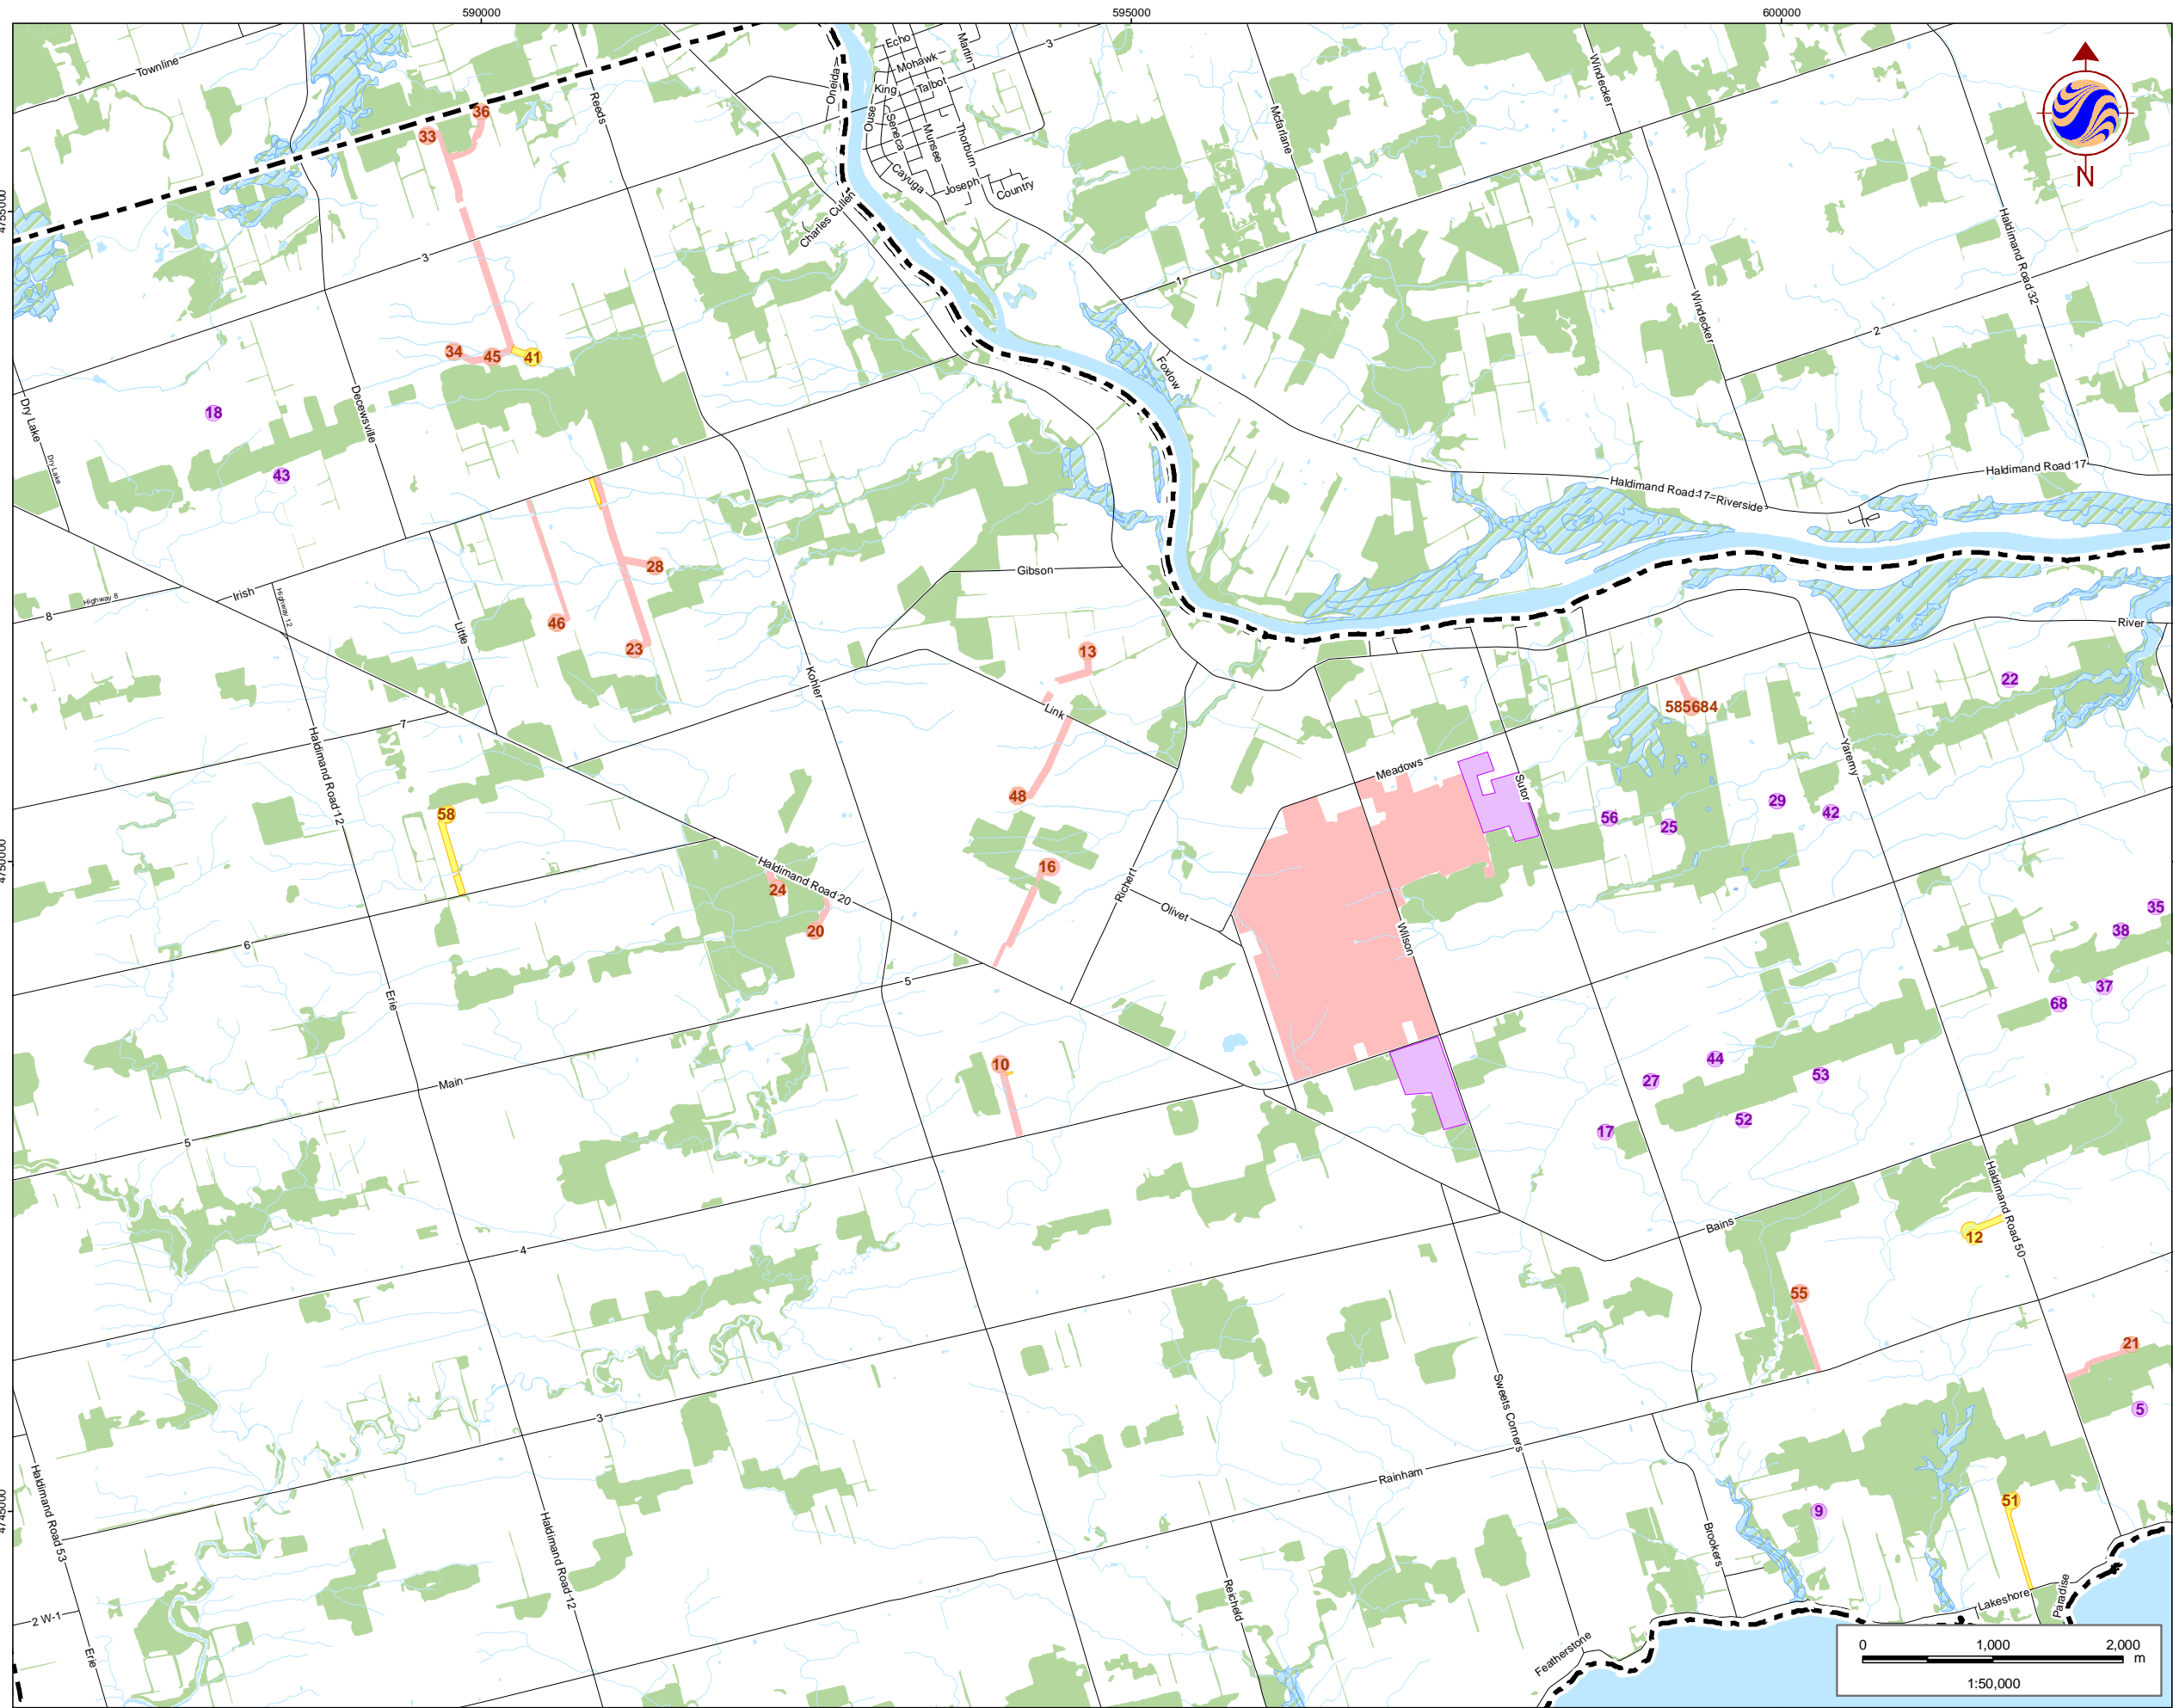 590000
595000
600000
4755000
4750000
4745000
Townline
Reeds
Oneida
Echo
Mohawk
King
Talbot
Martin
3
Ouse
Seneca
Munsee
Thorburn
Cayuga
Joseph
Country
Charles Cullen
Mcfarlane
Windecker
Haldimand Road 32
N
36
33
3
1
34
45
41
18
43
Dry Lake
Dry Lake
Decewsville
Foxlow
Windecker
2
Haldimand Road 17
Haldimand Road 17
Riverside
8
Highway 8
Irish
Highway 12
Little
28
46
23
Gibson
River
13
Kohler
Link
22
585684
7
Haldimand Road 12
48
Meadows
Sutor
Yaremy
29
42
56
25
58
24
Haldimand Road 20
20
16
Richert
Olivet
Wilson
35
38
37
68
6
Erie
5
Main
10
44
27
53
52
17
5
4
Bains
Haldimand Road 50
12
55
21
5
3
Sweets Corners
Rainham
51
9
Haldimand Road 53
Haldimand Road 12
Brookers
Reicheld
Lakeshore
Paradise
2 W-1
Erie
Featherstone
0 1,000 2,000
m
1:50,000